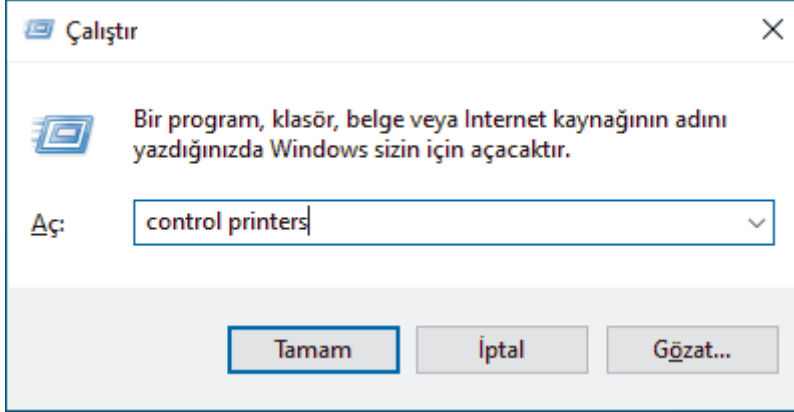 Çalıştır
Bir program, klasör, belge veya Internet kaynağının adını
yazdığınızda Windows sizin için açacaktır.
Aç: control printers
Tamam İptal Gözat...